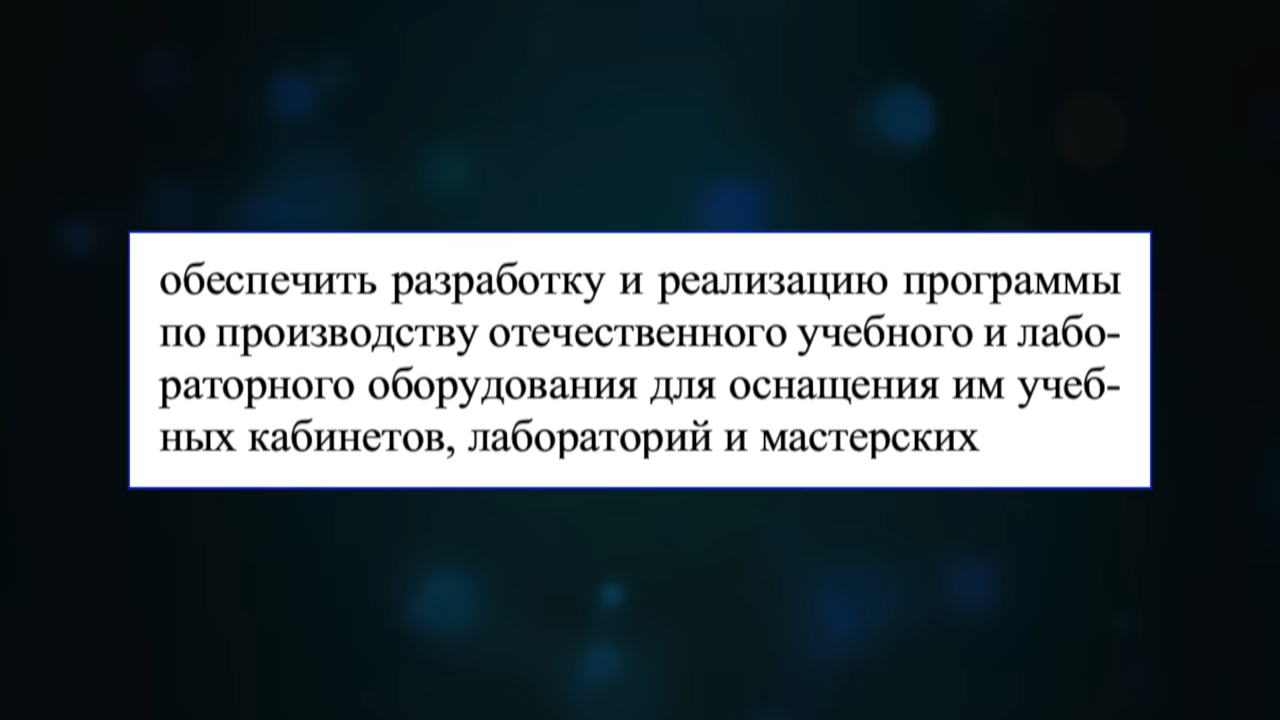 обеспечить разработку и реализацию программы
по производству отечественного учебного и лабо-
раторного оборудования для оснащения им учеб-
ных кабинетов, лабораторий и мастерских